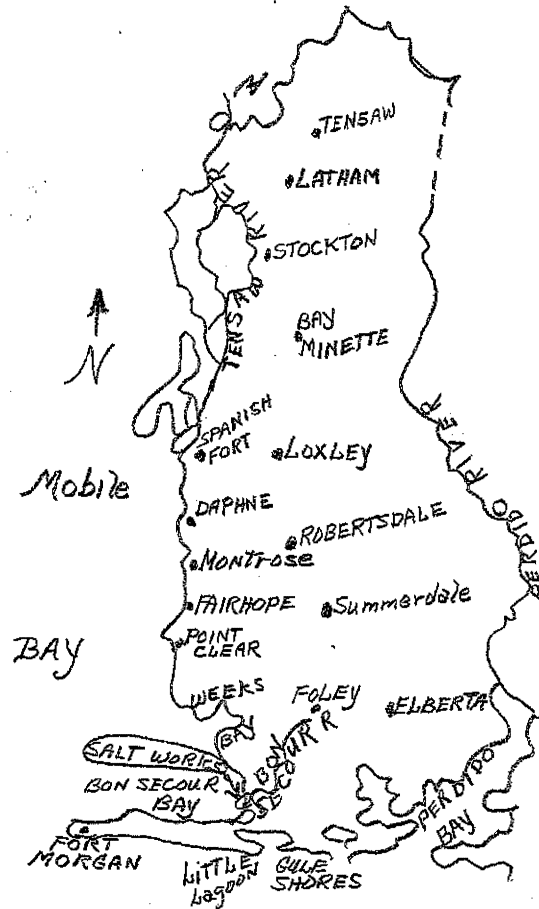 TENSAW
LATHAM
STOCKTON
TENSAW RIVER
BAY
MINETTE
N
SPANISH
FORT
LOXLEY
PERDIDO RIVER
Mobile
DAPHNE
ROBERTSDALE
Montrose
FAIRHOPE
Summerdale
BAY
POINT
CLEAR
WEEKS
BAY
FOLEY
ELBERTA
BON
SECOUR R
SALT WORKS
BON SECOUR
BAY
PERDIDO
BAY
FORT
MORGAN
LITTLE
Lagoon
GULF
SHORES